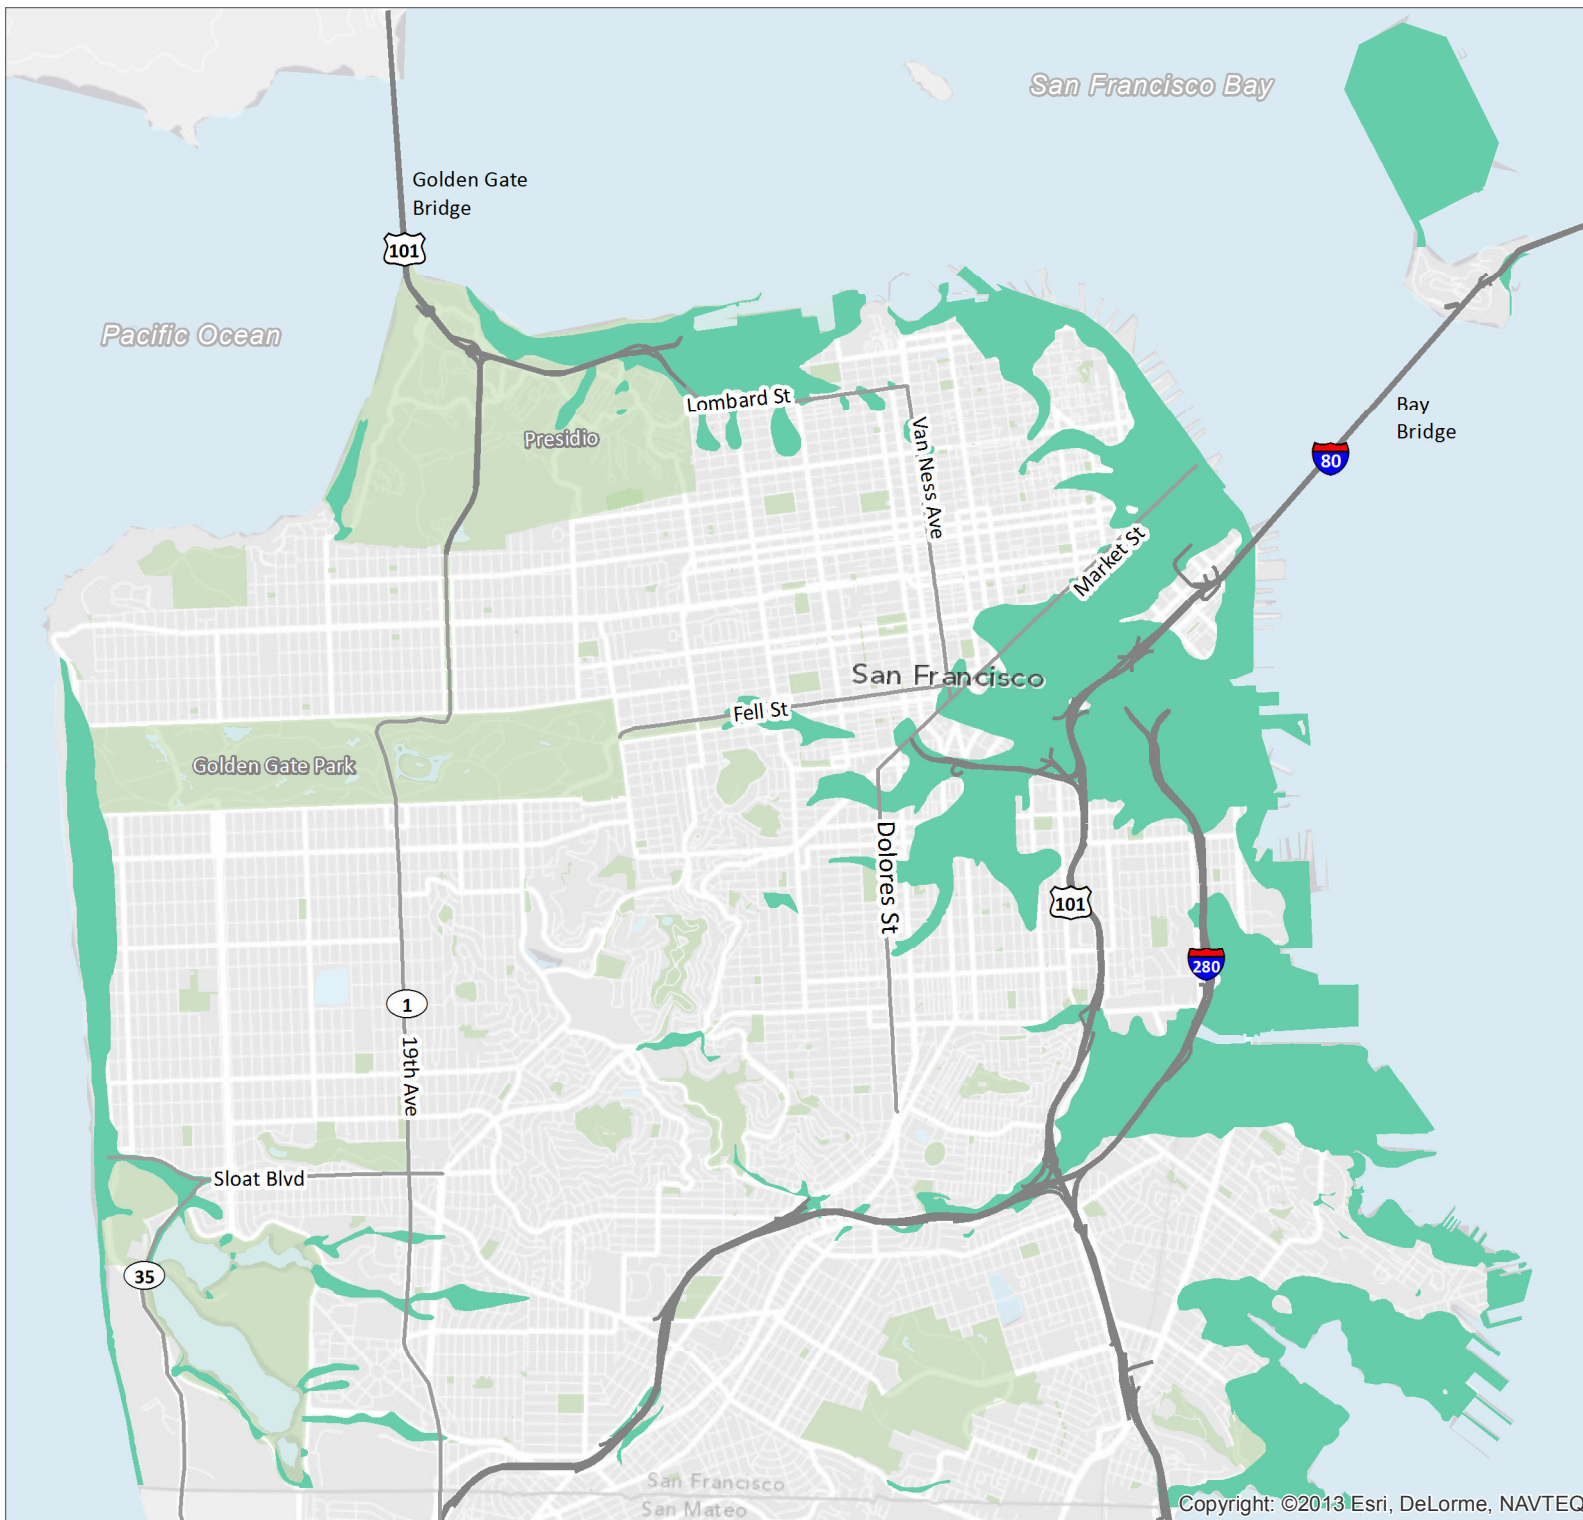 San Francisco Bay
Golden Gate
Bridge
101
Pacific Ocean
Lombard St
Bay
Bridge
Presidio
Van Ness Ave
80
Market St
San Francisco
Fell St
Golden Gate Park
Dolores St
101
280
1
19th Ave
Sloat Blvd
35
San Francisco
San Mateo
Copyright: ©2013 Esri, DeLorme, NAVTEQ